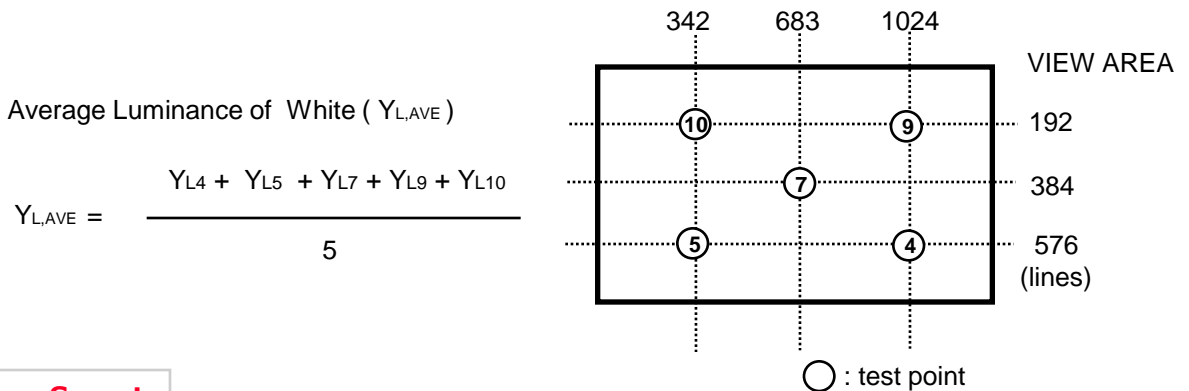 342 683 1024
VIEW AREA
Average Luminance of White ( YL,AVE )
10 9 192
YL4 + YL5 + YL7 + YL9 + YL10
7 384
YL,AVE =
5
5 4 576
(lines)
: test point